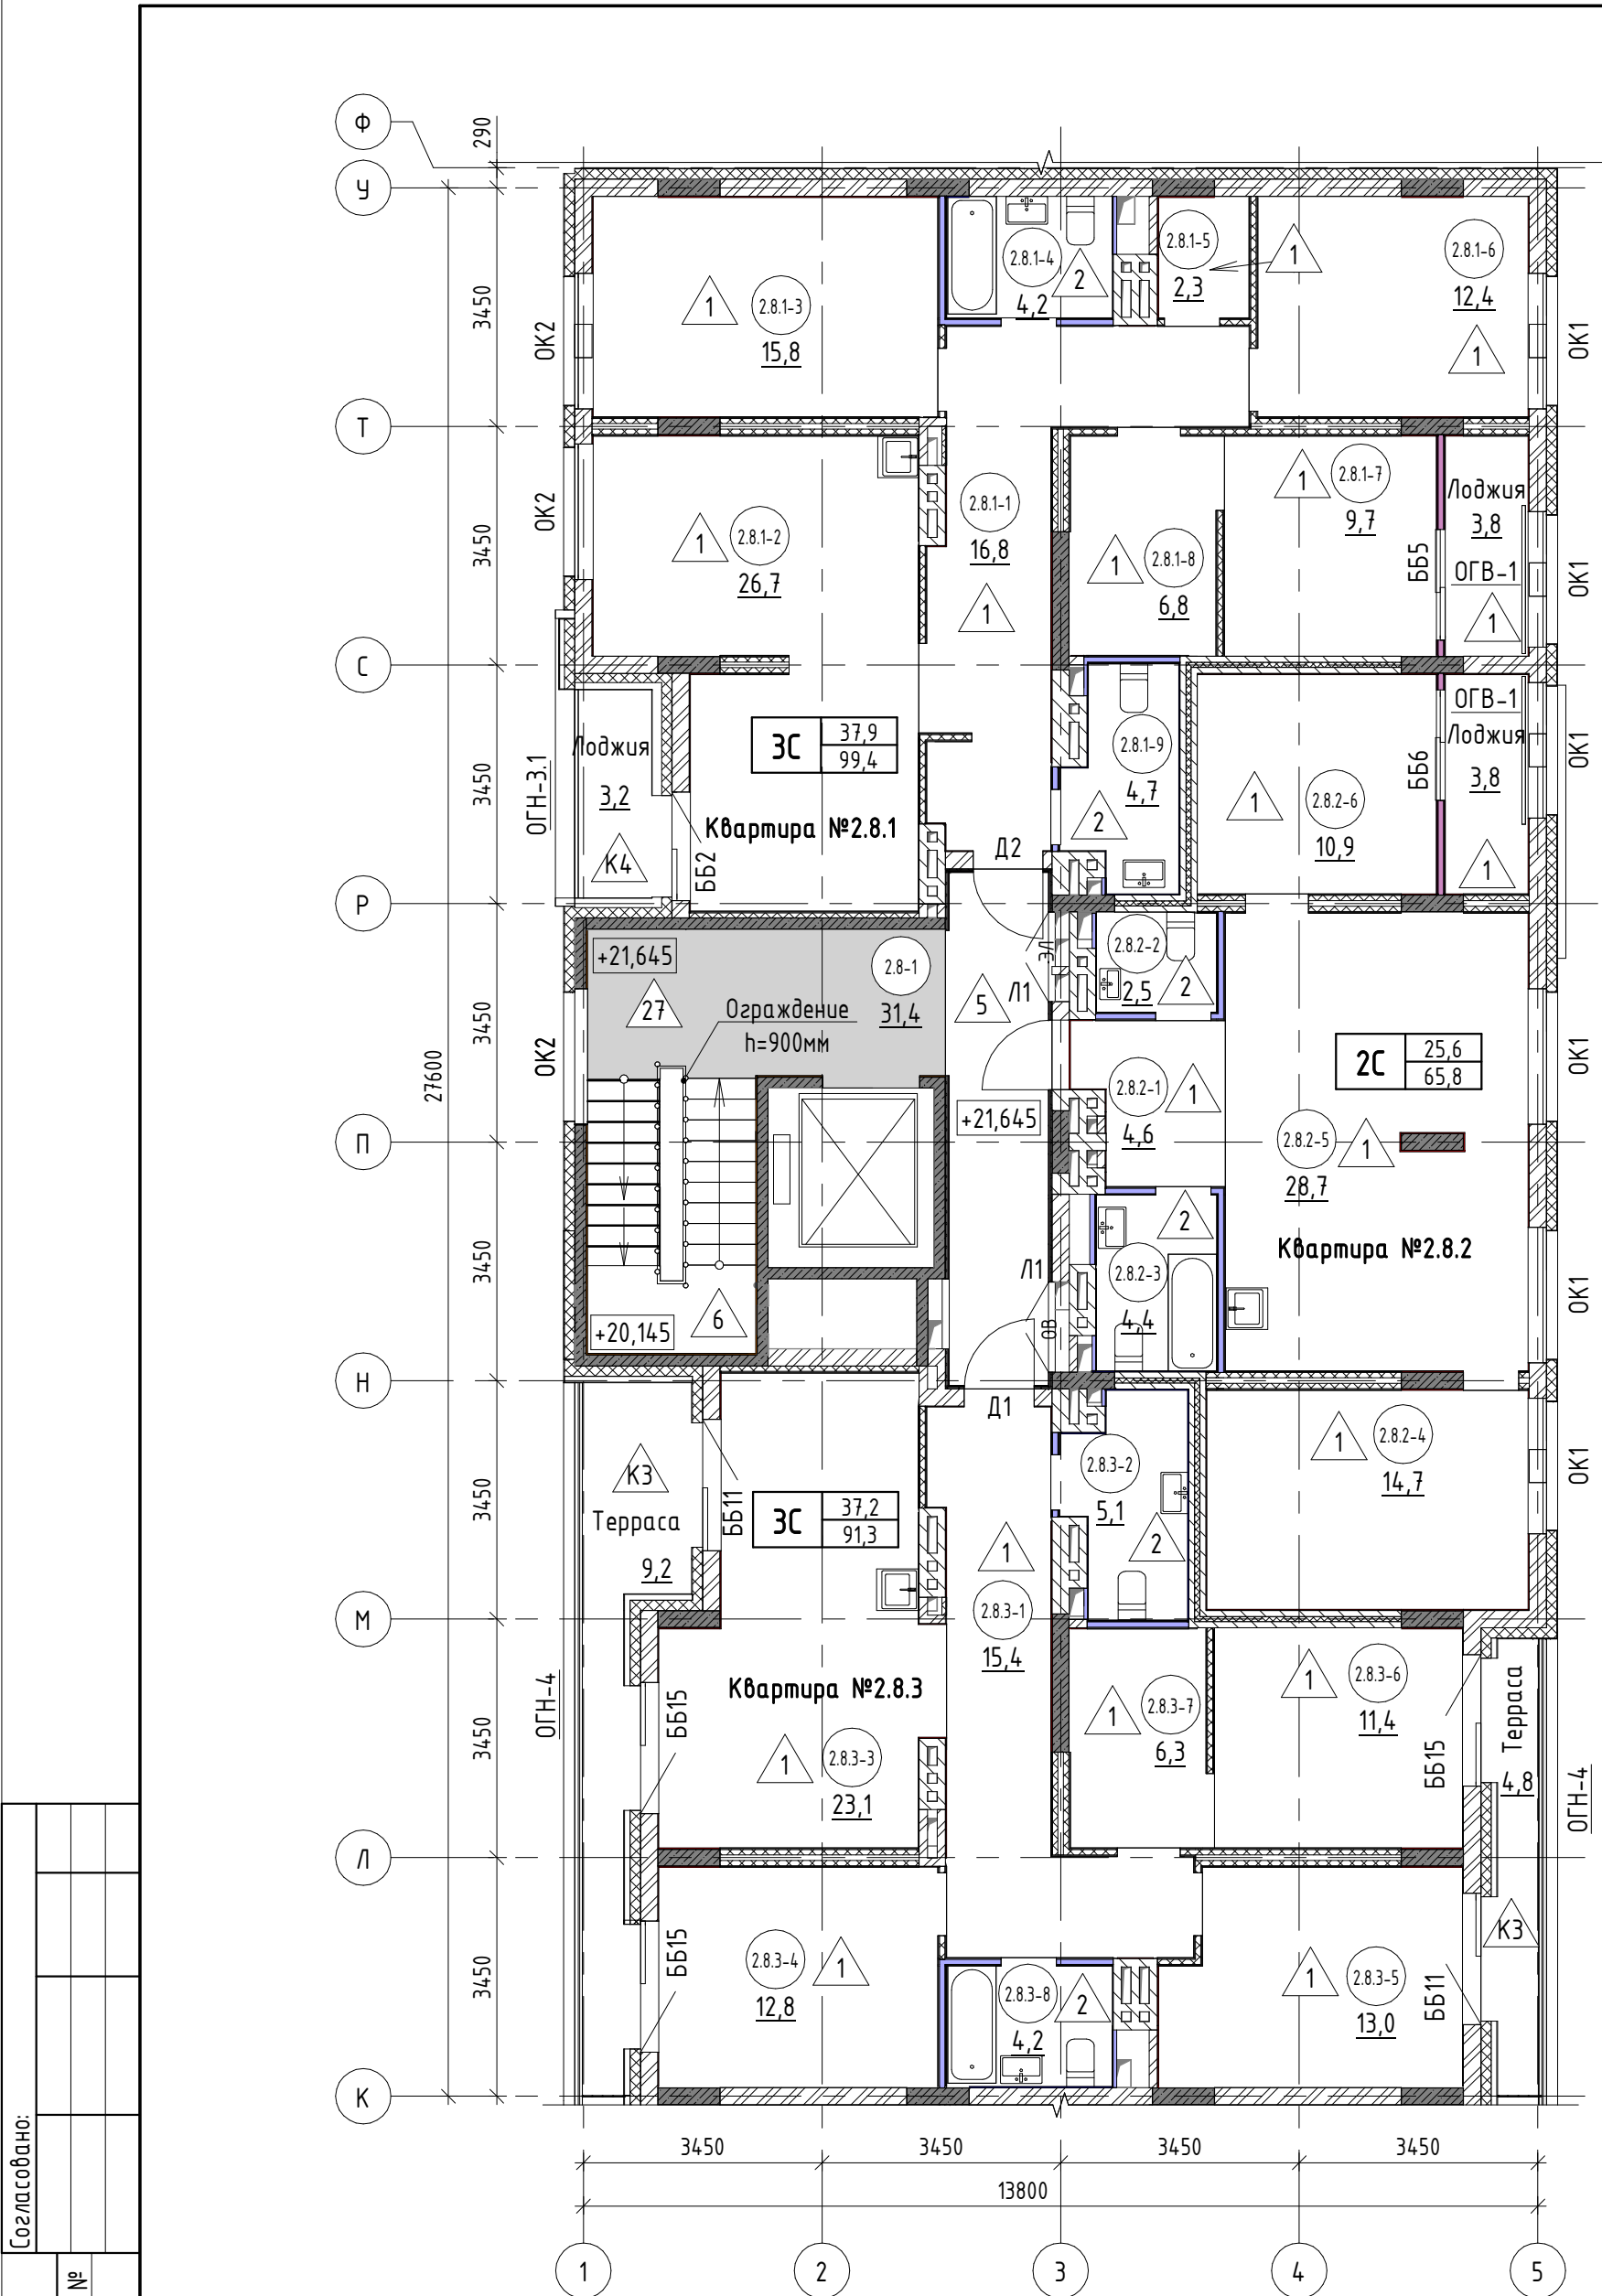 Ф
290
У
3450
ОК2
1
2.8.1-3
15,8
2.8.1-4
4,2
2
2.8.1-5
2,3
1
2.8.1-6
12,4
1
ОК1
Т
3450
ОК2
1
2.8.1-2
26,7
2.8.1-1
16,8
1
1
2.8.1-8
6,8
1
2.8.1-7
9,7
ББ5
Лоджия
3,8
ОГВ-1
1
ОК1
С
3450
ОГН-3.1
Лоджия
3,2
К4
ББ2
3С
37,9
99,4
Квартира №2.8.1
2.8.1-9
4,7
2
Д2
1
2.8.2-6
10,9
ББ6
ОГВ-1
Лоджия
3,8
1
ОК1
Р
3450
27600
ОК2
+21,645
27
2.8-1
31,4
Ограждение
h=900мм
5
ЭЛ
Л1
2.8.2-2
2,5
2
2С
25,6
65,8
ОК1
П
+21,645
2.8.2-1
4,6
1
2.8.2-5
28,7
1
3450
+20,145
6
Л1
ОВ
2.8.2-3
4,4
2
Квартира №2.8.2
ОК1
Н
3450
К3
Терраса
9,2
ББ11
3С
37,2
91,3
Д1
1
2.8.3-1
15,4
2.8.3-2
5,1
2
1
2.8.2-4
14,7
ОК1
М
3450
ОГН-4
ББ15
Квартира №2.8.3
1
2.8.3-3
23,1
1
2.8.3-7
6,3
1
2.8.3-6
11,4
ББ15
Терраса
4,8
ОГН-4
Л
3450
ББ15
2.8.3-4
12,8
1
2.8.3-8
4,2
2
1
2.8.3-5
13,0
ББ11
К3
К
3450
3450
3450
3450
13800
1
2
3
4
5
Согласовано:
№